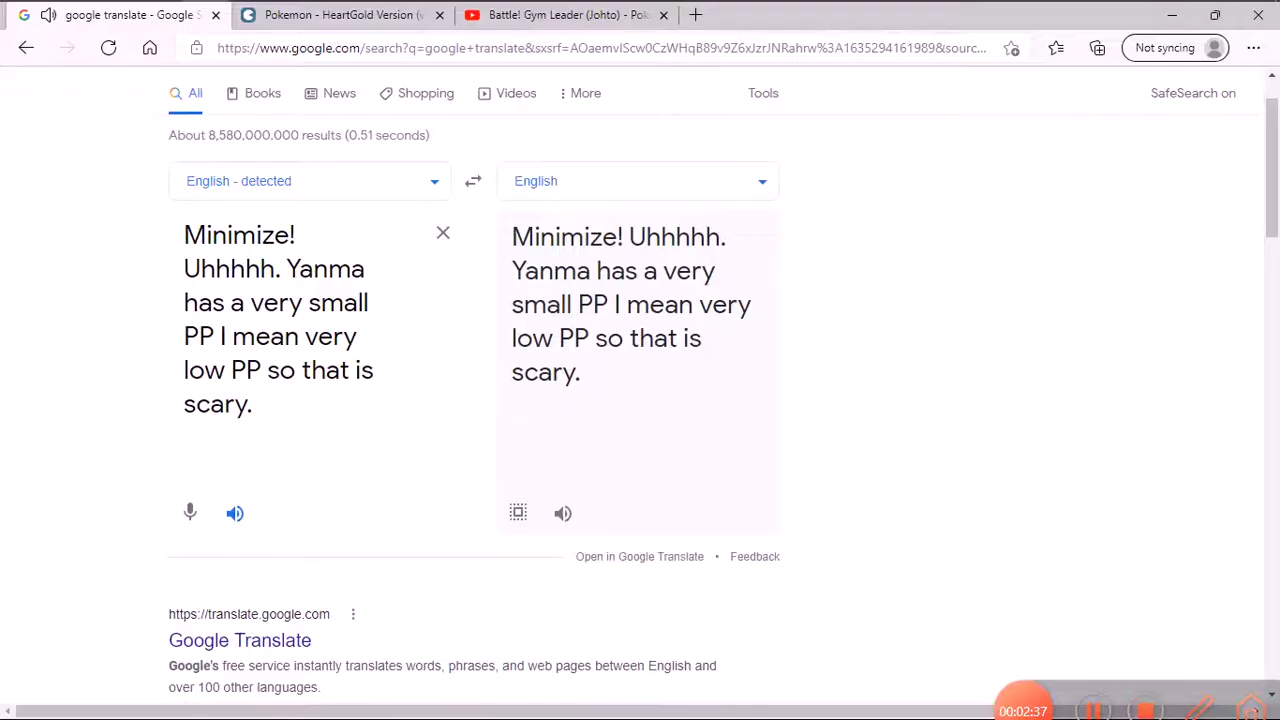 google translate - Google S
Pokemon - HeartGold Version (v
Battle! Gym Leader (Johto) - Pok
https://www.google.com/search?q=google+translate&sxsrf=AOaemvIScw0CzWHqB89v9Z6xJzrJNRahrw%3A1635294161989&sourc...
Not syncing
All
Books
News
Shopping
Videos
More
Tools
SafeSearch on
About 8,580,000,000 results (0.51 seconds)
English - detected
English
Minimize!
Uhhhhh. Yanma
has a very small
PP I mean very
low PP so that is
scary.
Minimize! Uhhhhh.
Yanma has a very
small PP I mean very
low PP so that is
scary.
Open in Google Translate • Feedback
https://translate.google.com
Google Translate
Google's free service instantly translates words, phrases, and web pages between English and
over 100 other languages.
00:02:37